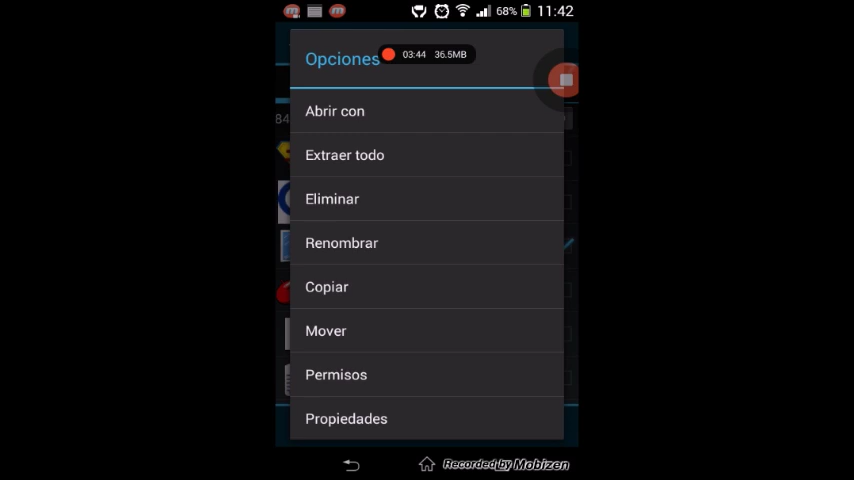 68% 11:42
Opciones
03:44 36.5MB
84
Abrir con
Extraer todo
Eliminar
Renombrar
Copiar
Mover
Permisos
Propiedades
Recorded by Mobizen